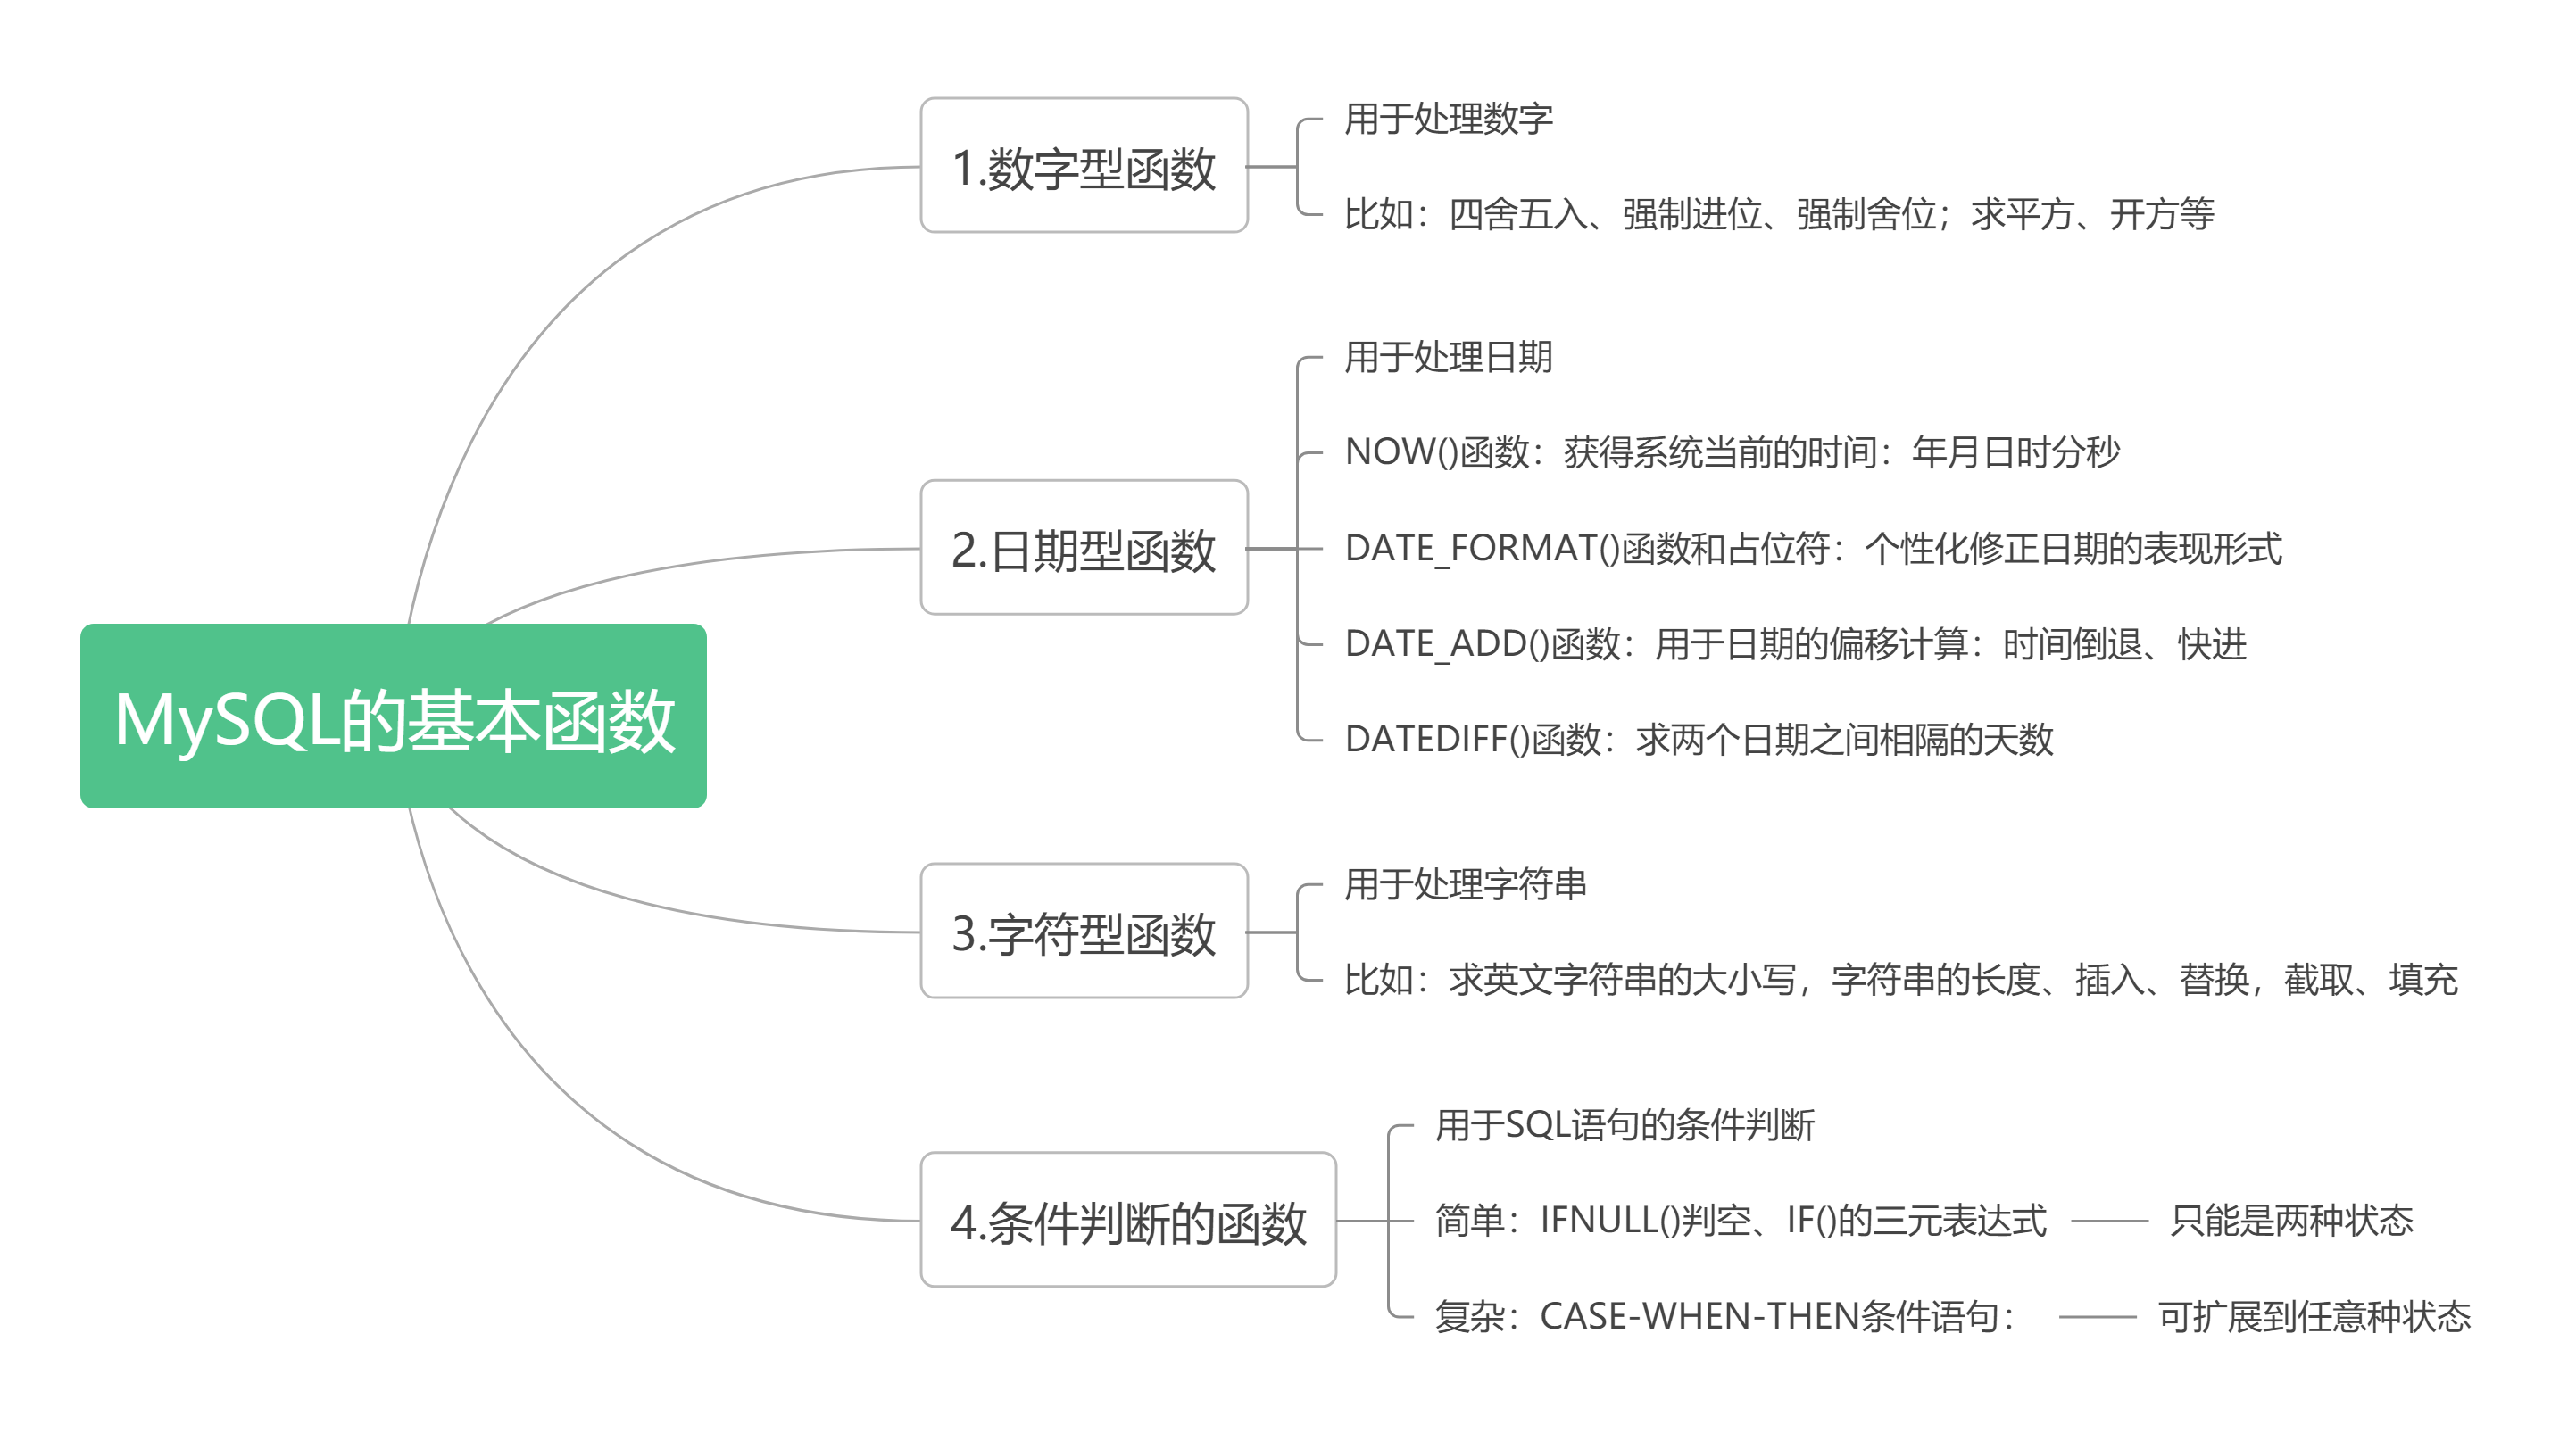 MySQL的基本函数
1.数字型函数
用于处理数字
比如：四舍五入、强制进位、强制舍位；求平方、开方等
2.日期型函数
用于处理日期
NOW()函数：获得系统当前的时间：年月日时分秒
DATE_FORMAT()函数和占位符：个性化修正日期的表现形式
DATE_ADD()函数：用于日期的偏移计算：时间倒退、快进
DATEDIFF()函数：求两个日期之间相隔的天数
3.字符型函数
用于处理字符串
比如：求英文字符串的大小写，字符串的长度、插入、替换，截取、填充
4.条件判断的函数
用于SQL语句的条件判断
简单：IFNULL()判空、IF()的三元表达式
只能是两种状态
复杂：CASE-WHEN-THEN条件语句：
可扩展到任意种状态